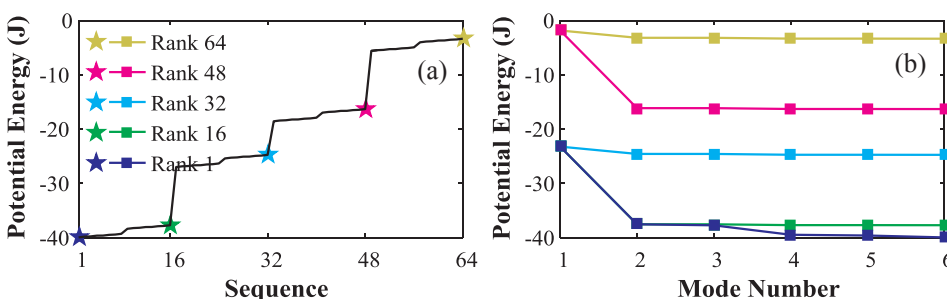 Potential Energy (J)
0
-10
-20
-30
-40
Rank 64
Rank 48
Rank 32
Rank 16
Rank 1
(a)
1 16 32 48 64
Sequence
Potential Energy (J)
0
-10
-20
-30
-40
(b)
1 2 3 4 5 6
Mode Number